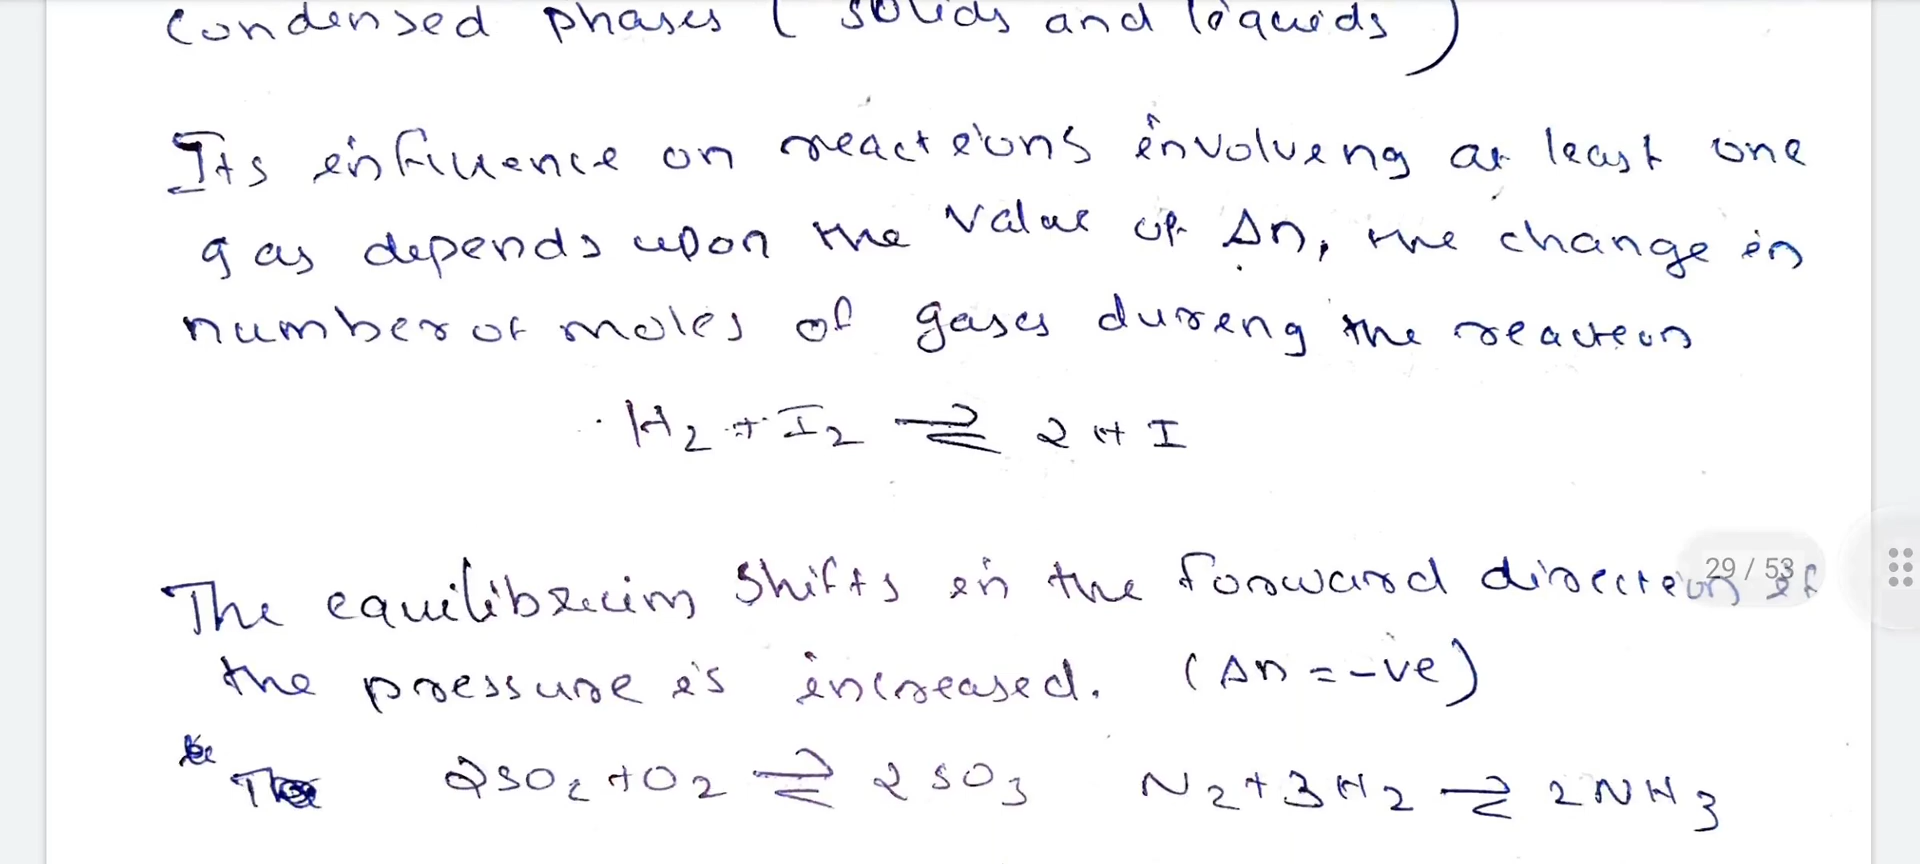 condensed phases ( solids and liquids )
Its influence on reactions involving at least one
gas depends upon the value of Δn, the change in
number of moles of gases during the reaction
H2 + I2 ⇌ 2HI
The equilibrium shifts in the forward direction if
29 / 53
the pressure is increased. (Δn = -ve)
2SO2 + O2 ⇌ 2SO3 N2 + 3H2 ⇌ 2NH3